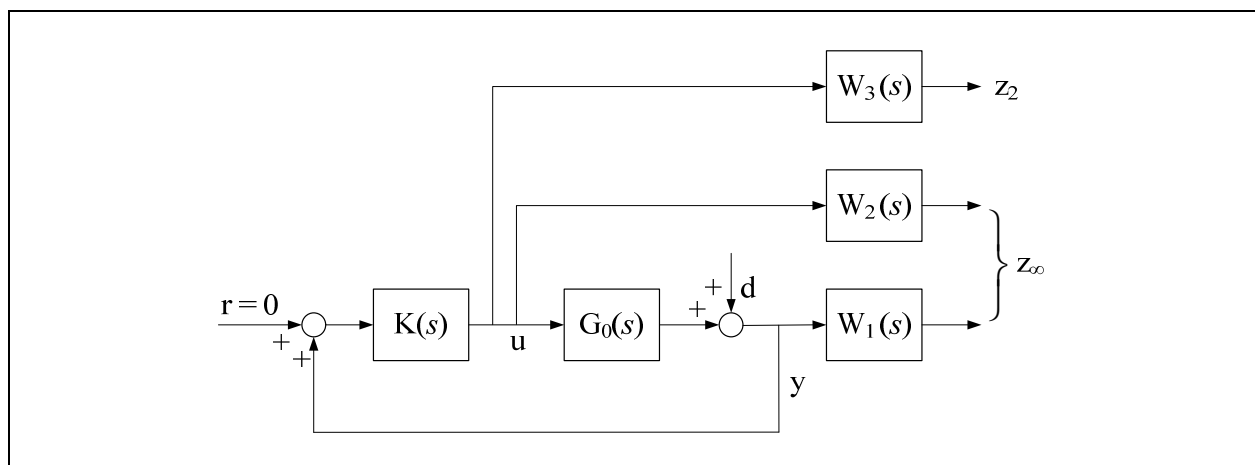 W₃(s)
z₂
W₂(s)
z∞
+
d
r = 0
K(s)
G₀(s)
+
W₁(s)
+
+
u
y